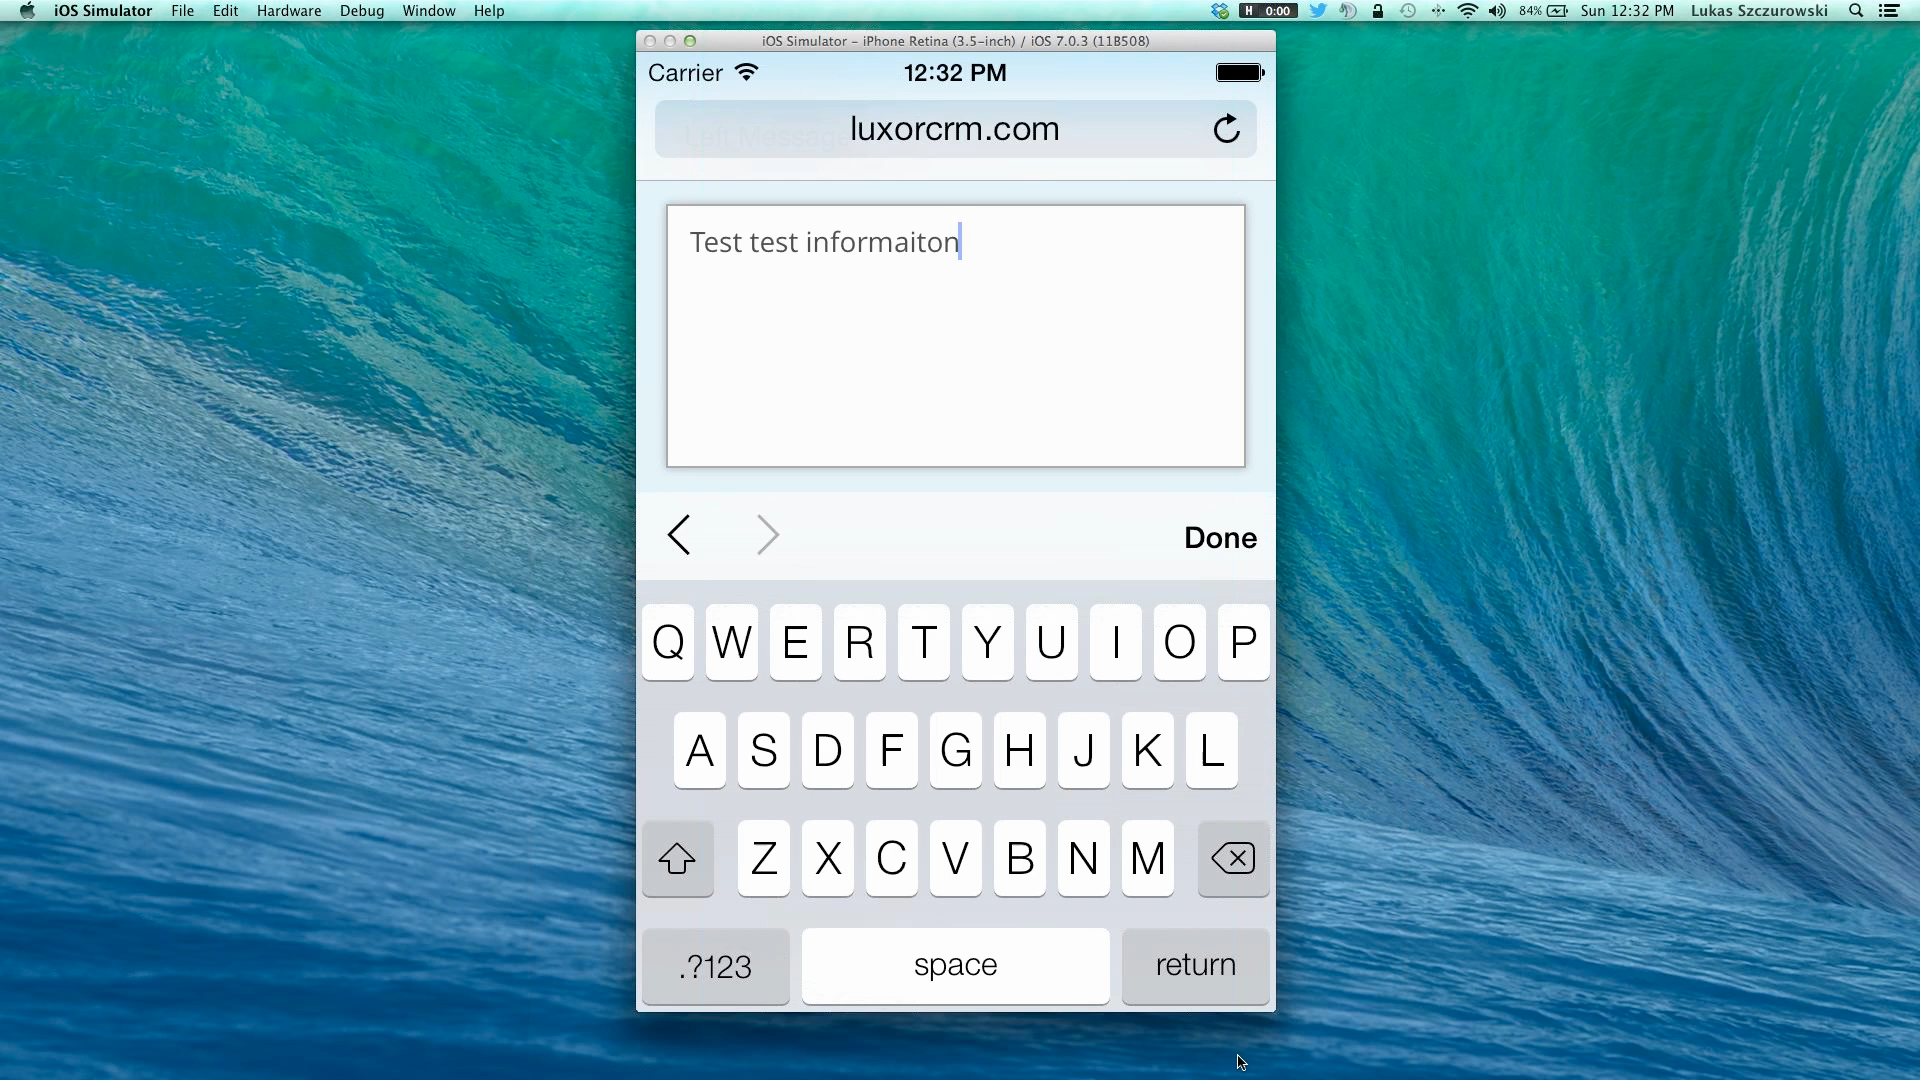 iOS Simulator File Edit Hardware Debug Window Help H 0:00 84% Sun 12:32 PM Lukas Szczurowski
iOS Simulator – iPhone Retina (3.5-inch) / iOS 7.0.3 (11B508)
Carrier 12:32 PM
Left Message
luxorcrm.com
Test test informaiton
Done
Q W E R T Y U I O P
A S D F G H J K L
Z X C V B N M
.?123 space return